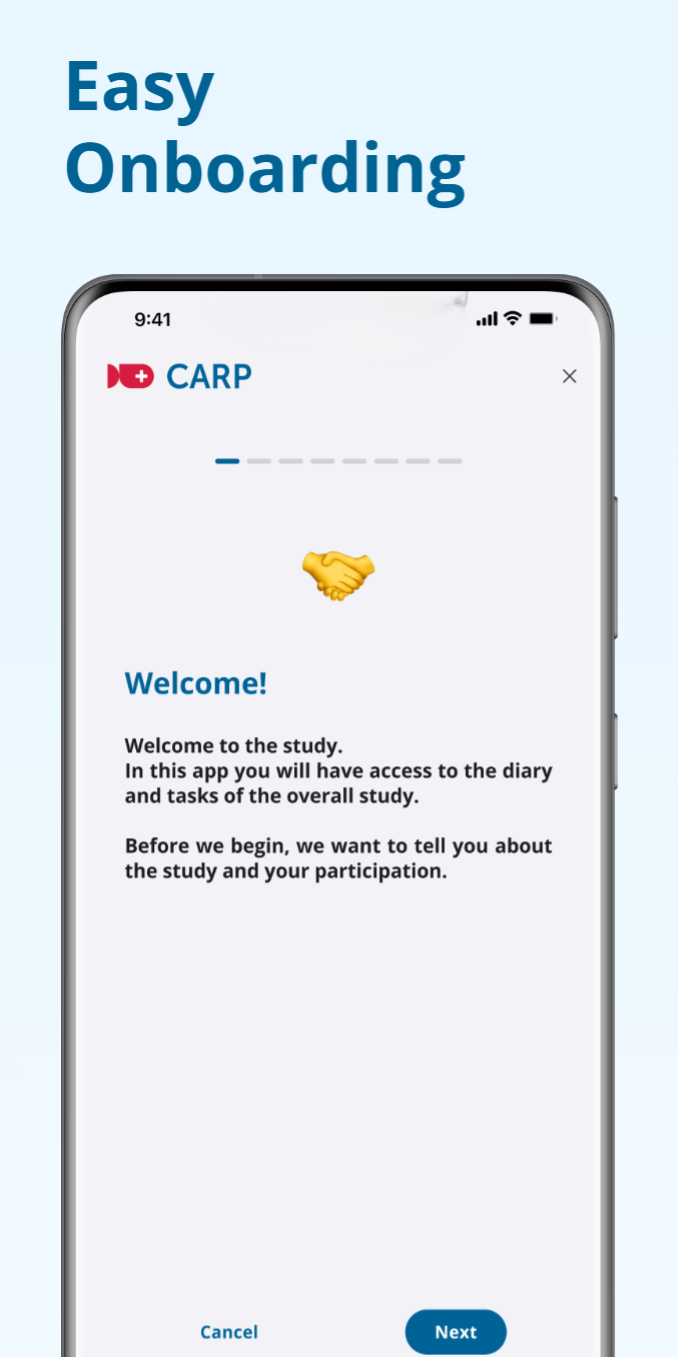 Easy
Onboarding
9:41
CARP
Welcome!
Welcome to the study.
In this app you will have access to the diary
and tasks of the overall study.
Before we begin, we want to tell you about
the study and your participation.
Cancel
Next